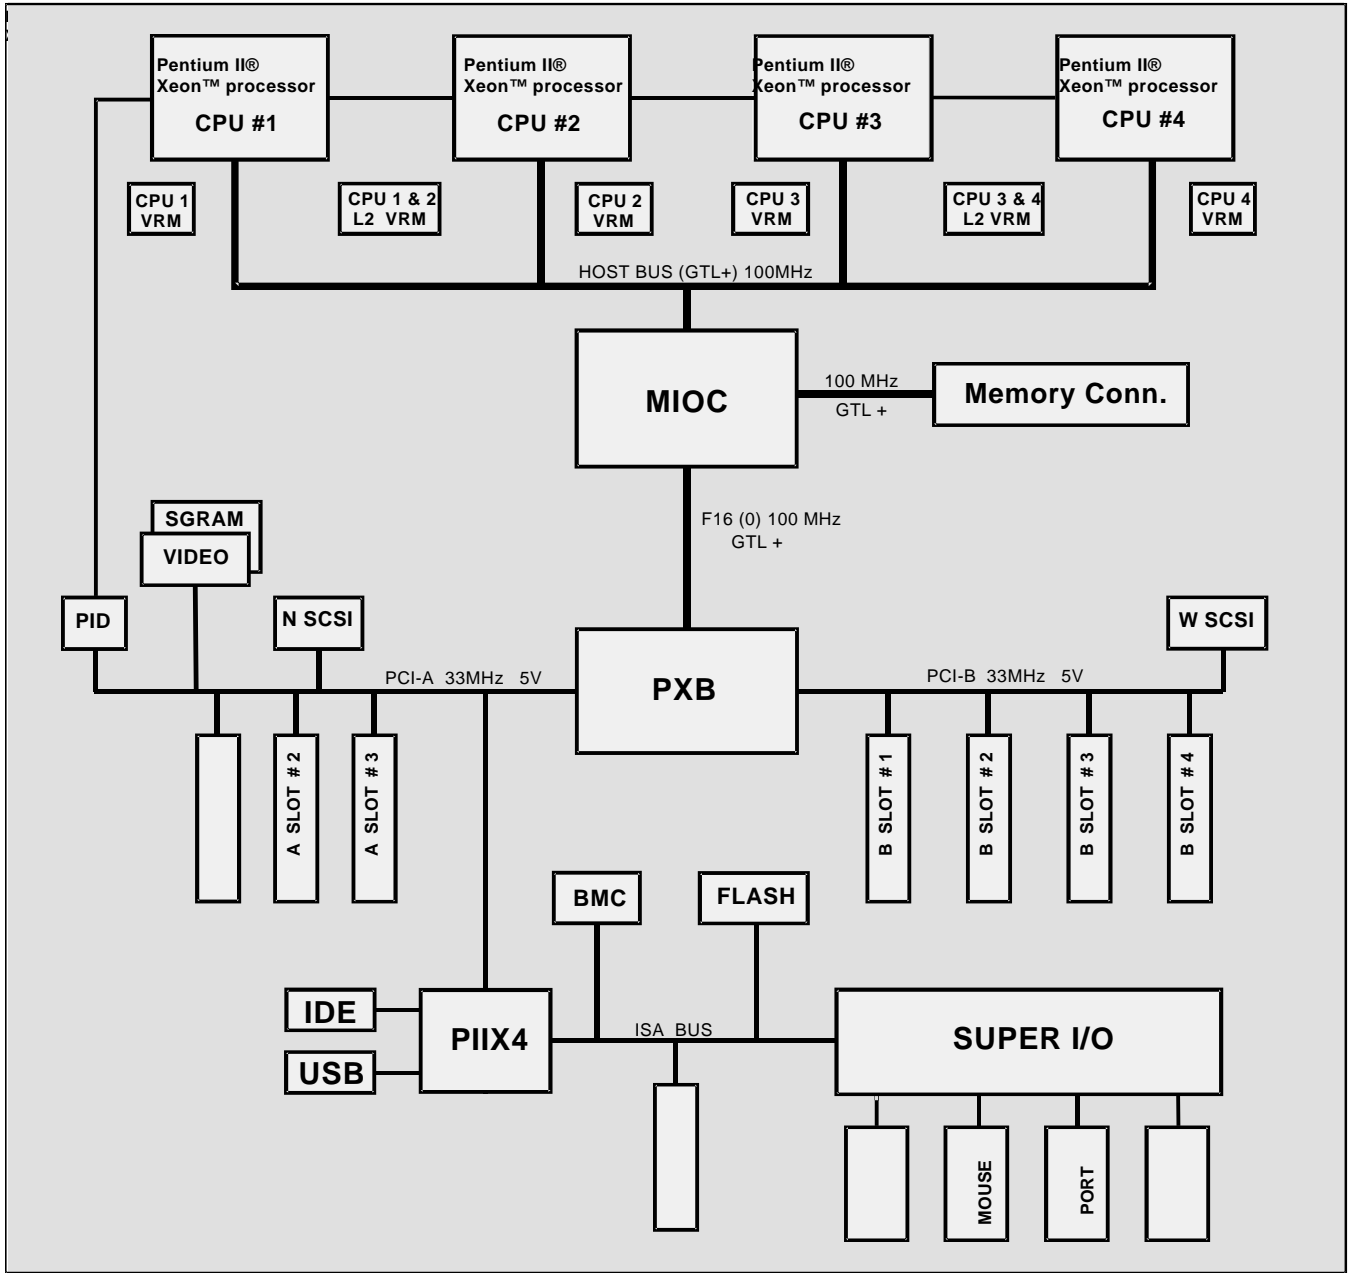 Pentium II®
Xeon™ processor
CPU #1
Pentium II®
Xeon™ processor
CPU #2
Pentium II®
Xeon™ processor
CPU #3
Pentium II®
Xeon™ processor
CPU #4
CPU 1
VRM
CPU 1 & 2
L2 VRM
CPU 2
VRM
CPU 3
VRM
CPU 3 & 4
L2 VRM
CPU 4
VRM
HOST BUS (GTL+) 100MHz
MIOC
100 MHz
GTL +
Memory Conn.
F16 (0) 100 MHz
GTL +
SGRAM
VIDEO
PID
N SCSI
W SCSI
PCI-A 33MHz 5V
PXB
PCI-B 33MHz 5V
A SLOT # 2
A SLOT # 3
B SLOT # 1
B SLOT # 2
B SLOT # 3
B SLOT # 4
BMC
FLASH
IDE
USB
PIIX4
ISA BUS
SUPER I/O
MOUSE
PORT